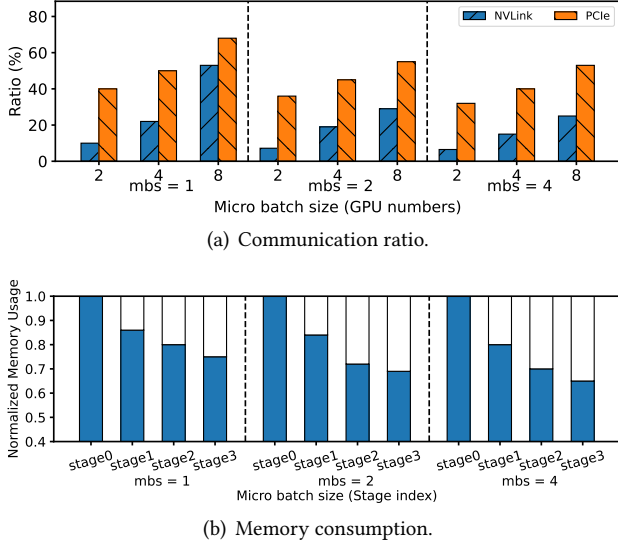 NVLink PCIe
80
60
40
20
0
Ratio (%)
2 4 8 2 4 8 2 4 8
mbs = 1 mbs = 2 mbs = 4
Micro batch size (GPU numbers)
(a) Communication ratio.
1.0
0.9
0.8
0.7
0.6
0.5
0.4
Normalized Memory Usage
stage0 stage1 stage2 stage3 stage0 stage1 stage2 stage3 stage0 stage1 stage2 stage3
mbs = 1 mbs = 2 mbs = 4
Micro batch size (Stage index)
(b) Memory consumption.